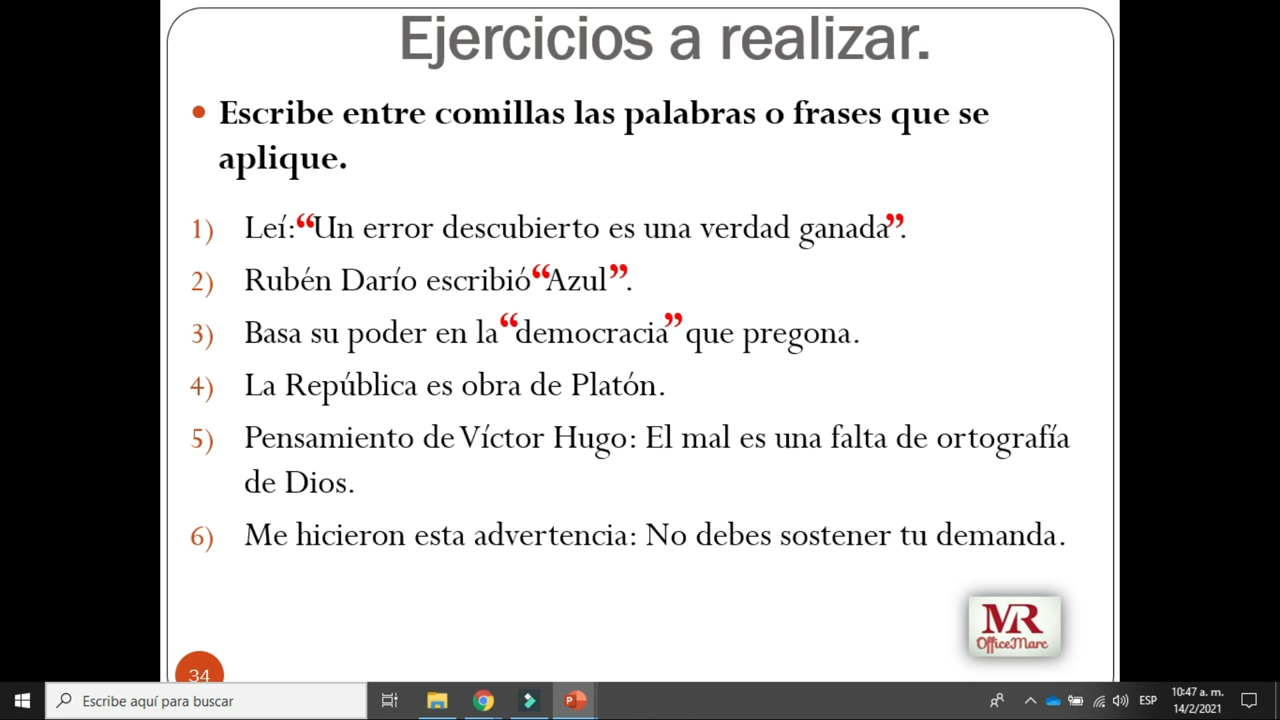 Ejercicios a realizar.
• Escribe entre comillas las palabras o frases que se
aplique.
1) Leí:“Un error descubierto es una verdad ganada”.
2) Rubén Darío escribió“Azul”.
3) Basa su poder en la“democracia”que pregona.
4) La República es obra de Platón.
5) Pensamiento de Víctor Hugo: El mal es una falta de ortografía
de Dios.
6) Me hicieron esta advertencia: No debes sostener tu demanda.
MR
OfficeMarc
34
Escribe aquí para buscar
ESP
10:47 a. m.
14/2/2021